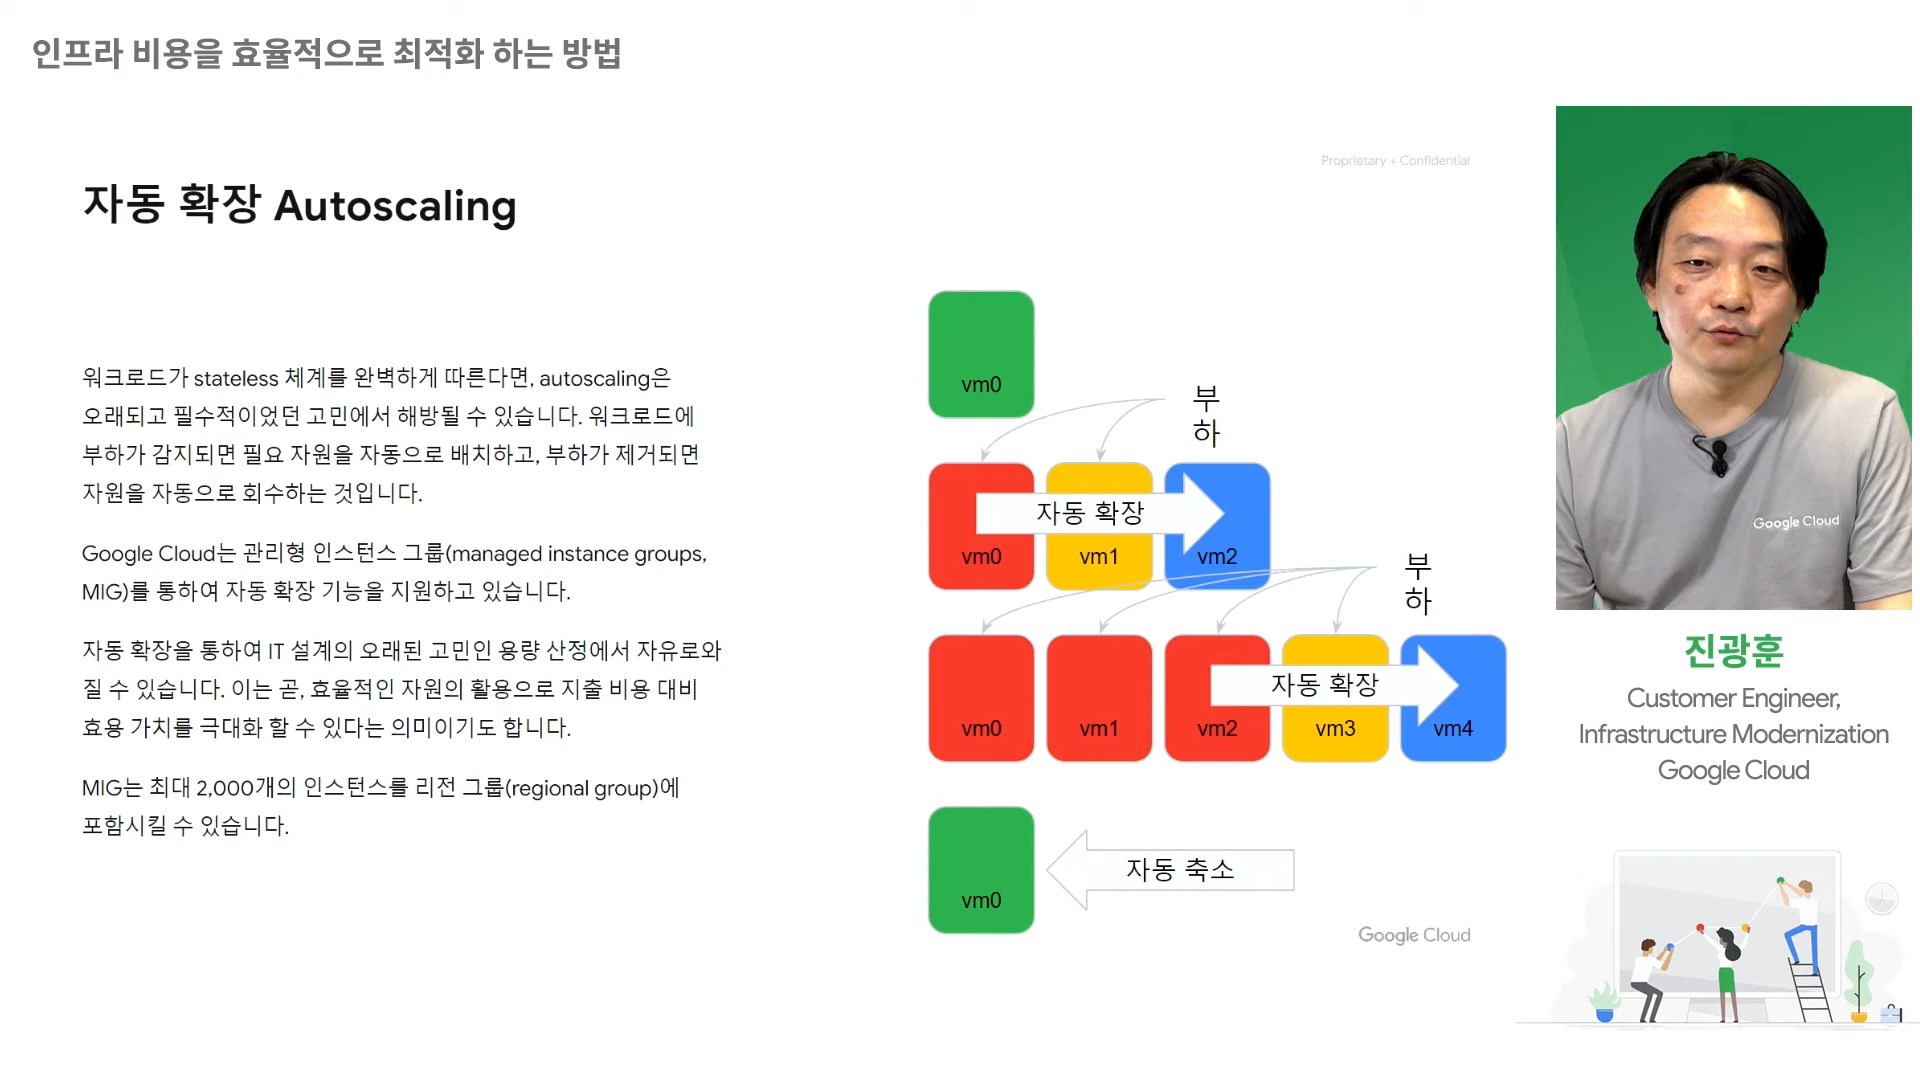 인프라 비용을 효율적으로 최적화 하는 방법
Proprietary + Confidential
자동 확장 Autoscaling
워크로드가 stateless 체계를 완벽하게 따른다면, autoscaling은
오래되고 필수적이었던 고민에서 해방될 수 있습니다. 워크로드에
부하가 감지되면 필요 자원을 자동으로 배치하고, 부하가 제거되면
자원을 자동으로 회수하는 것입니다.
Google Cloud는 관리형 인스턴스 그룹(managed instance groups,
MIG)를 통하여 자동 확장 기능을 지원하고 있습니다.
자동 확장을 통하여 IT 설계의 오래된 고민인 용량 산정에서 자유로와
질 수 있습니다. 이는 곧, 효율적인 자원의 활용으로 지출 비용 대비
효용 가치를 극대화 할 수 있다는 의미이기도 합니다.
MIG는 최대 2,000개의 인스턴스를 리전 그룹(regional group)에
포함시킬 수 있습니다.
vm0
부
하
자동 확장
vm0 vm1 vm2
부
하
자동 확장
vm0 vm1 vm2 vm3 vm4
자동 축소
vm0
Google Cloud
Google Cloud
진광훈
Customer Engineer,
Infrastructure Modernization
Google Cloud